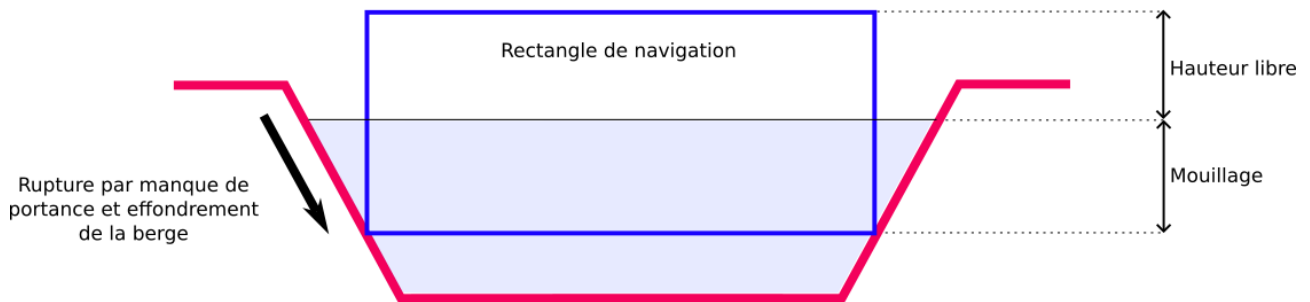 Rectangle de navigation
Hauteur libre
Mouillage
Rupture par manque de
portance et effondrement
de la berge